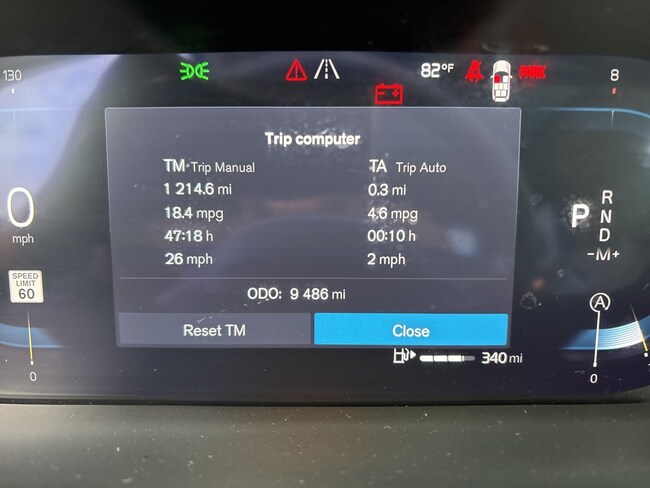 130
82°F
PARK
8
Trip computer
TM Trip Manual
TA Trip Auto
1 214.6 mi
0.3 mi
18.4 mpg
4.6 mpg
47:18 h
00:10 h
26 mph
2 mph
ODO: 9 486 mi
Reset TM
Close
0
mph
SPEED
LIMIT
60
P
R
N
D
-M+
A
340 mi
0
0